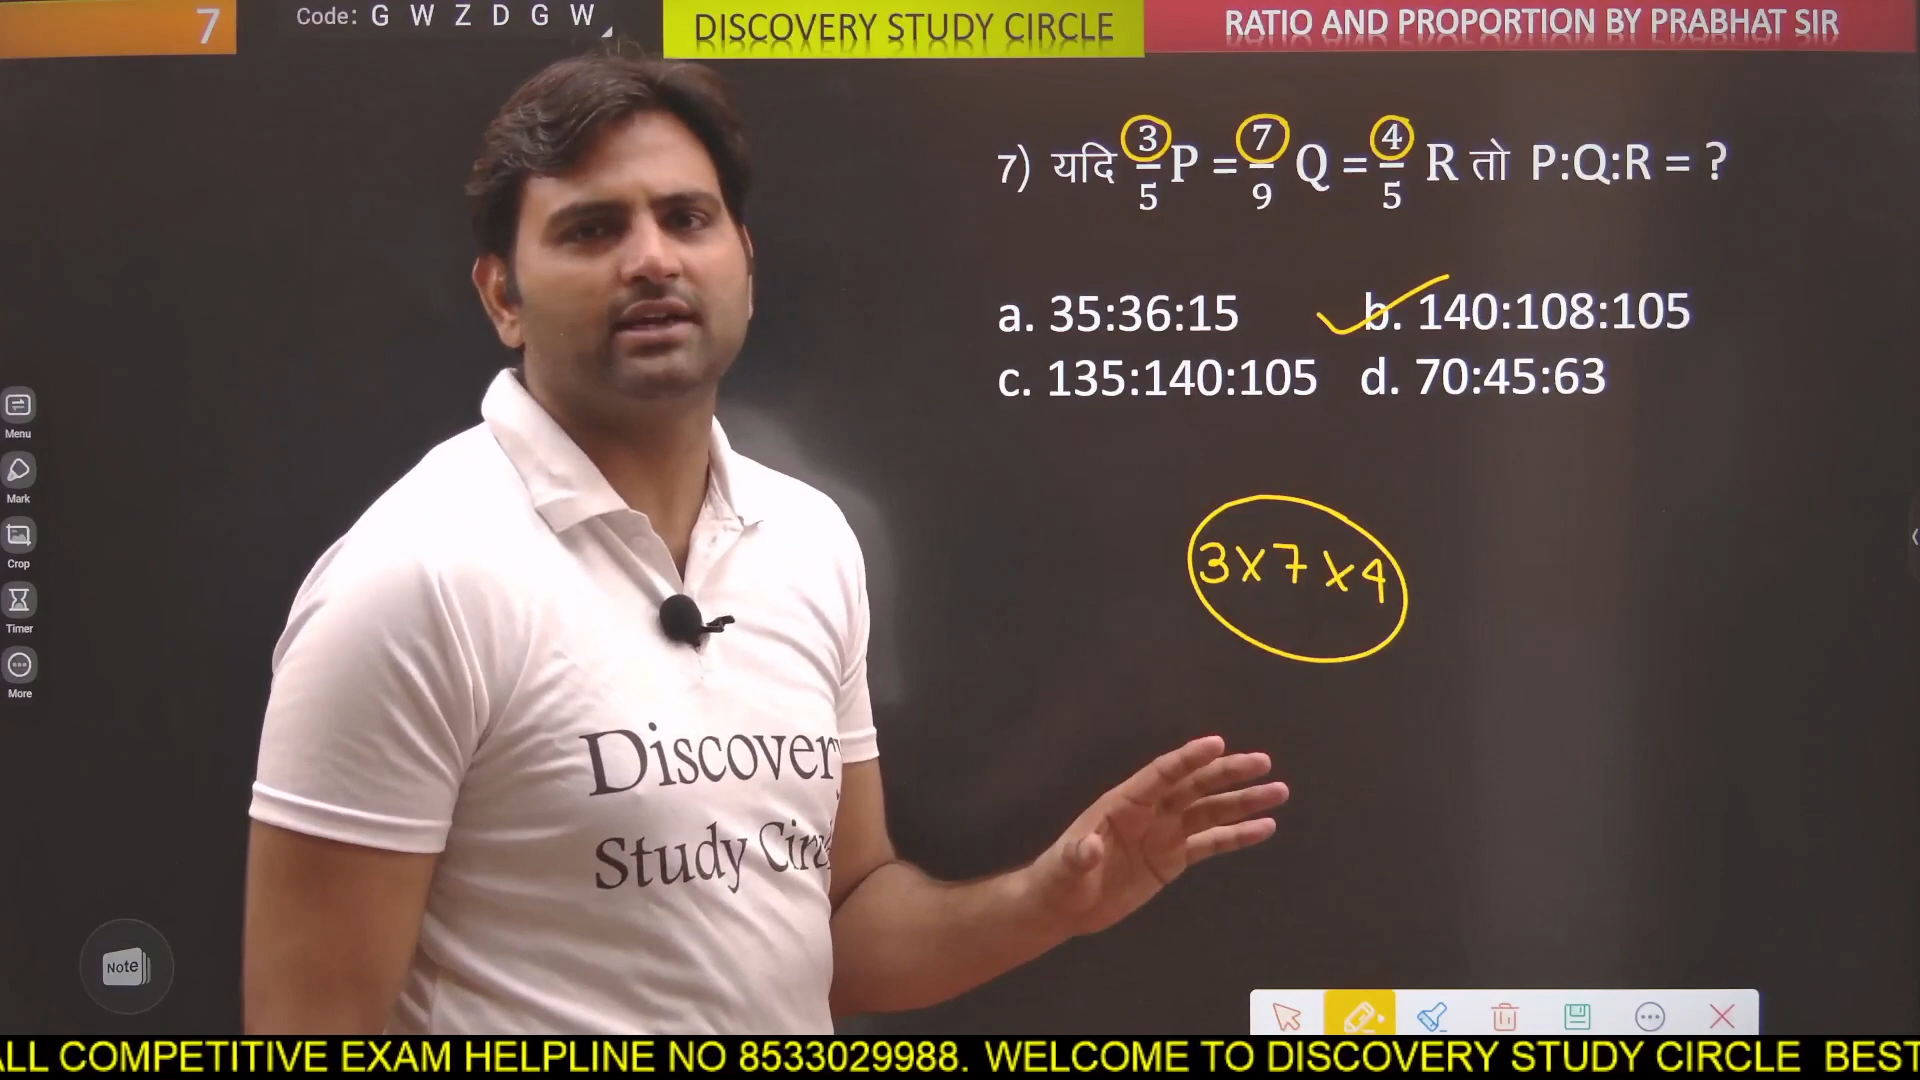 7
Code: G W Z D G W
DISCOVERY STUDY CIRCLE
RATIO AND PROPORTION BY PRABHAT SIR
7) यदि 3/5 P = 7/9 Q = 4/5 R तो P:Q:R = ?
a. 35:36:15 b. 140:108:105
c. 135:140:105 d. 70:45:63
3 x 7 x 4
Menu
Mark
Crop
Timer
More
Discovery
Study Circle
Note
ALL COMPETITIVE EXAM HELPLINE NO 8533029988. WELCOME TO DISCOVERY STUDY CIRCLE BEST